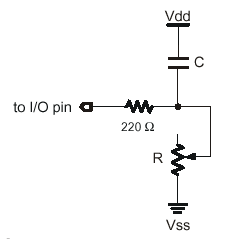 Vdd
C
to I/O pin
220 Ω
R
Vss